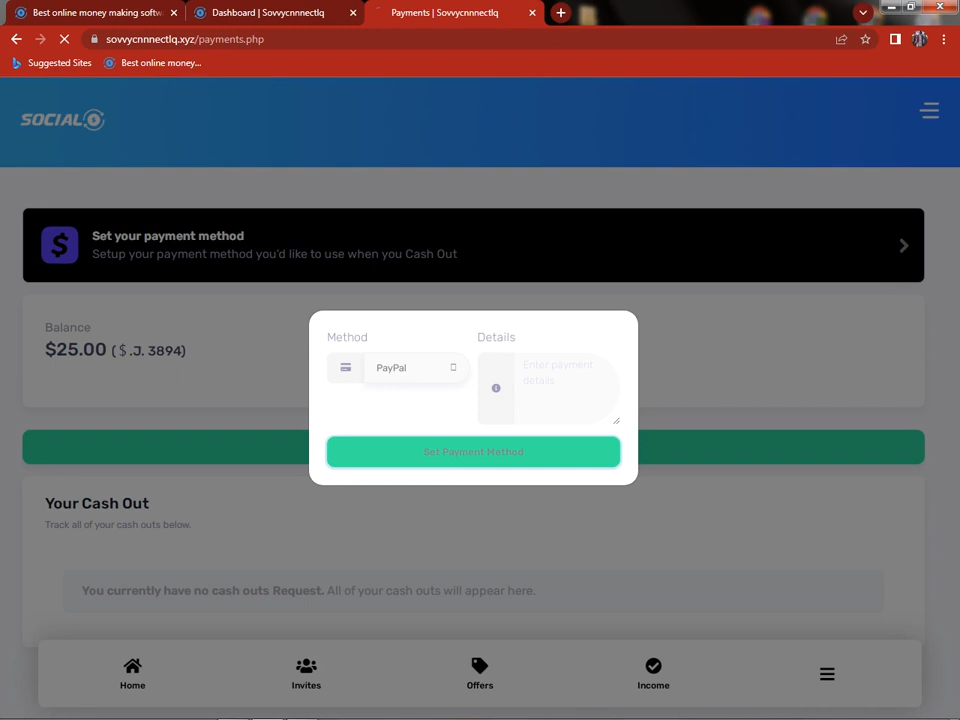 Best online money making softw
Dashboard | Sovvycnnnectlq
Payments | Sovvycnnnectlq
sovvycnnnectlq.xyz/payments.php
Suggested Sites
Best online money...
SOCIAL
Set your payment method
Setup your payment method you'd like to use when you Cash Out
Balance
$25.00 ( $ .J. 3894)
Method
Details
PayPal
Enter payment
details
Set Payment Method
Your Cash Out
Track all of your cash outs below.
You currently have no cash outs Request. All of your cash outs will appear here.
Home
Invites
Offers
Income